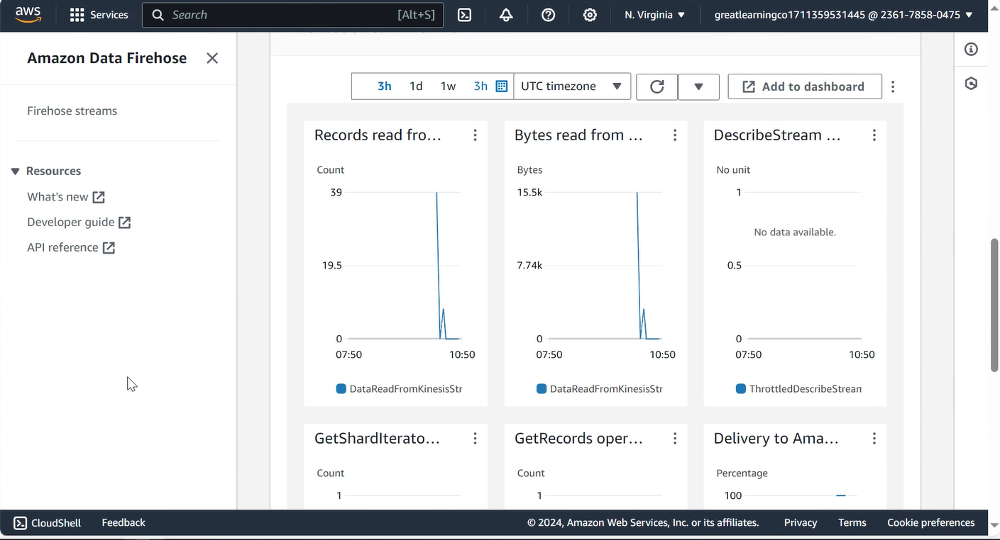 aws
Services
Search [Alt+S]
N. Virginia
greatlearningco1711359531445 @ 2361-7858-0475
Amazon Data Firehose
Firehose streams
Resources
What's new
Developer guide
API reference
3h 1d 1w 3h UTC timezone
Add to dashboard
Records read fro...
Count
39
19.5
0
07:50 10:50
DataReadFromKinesisStr
Bytes read from ...
Bytes
15.5k
7.74k
0
07:50 10:50
DataReadFromKinesisStr
DescribeStream ...
No unit
1
No data available.
0.5
0
07:50 10:50
ThrottledDescribeStream
GetShardIterato...
Count
1
GetRecords oper...
Count
1
Delivery to Ama...
Percentage
100
CloudShell Feedback
© 2024, Amazon Web Services, Inc. or its affiliates. Privacy Terms Cookie preferences